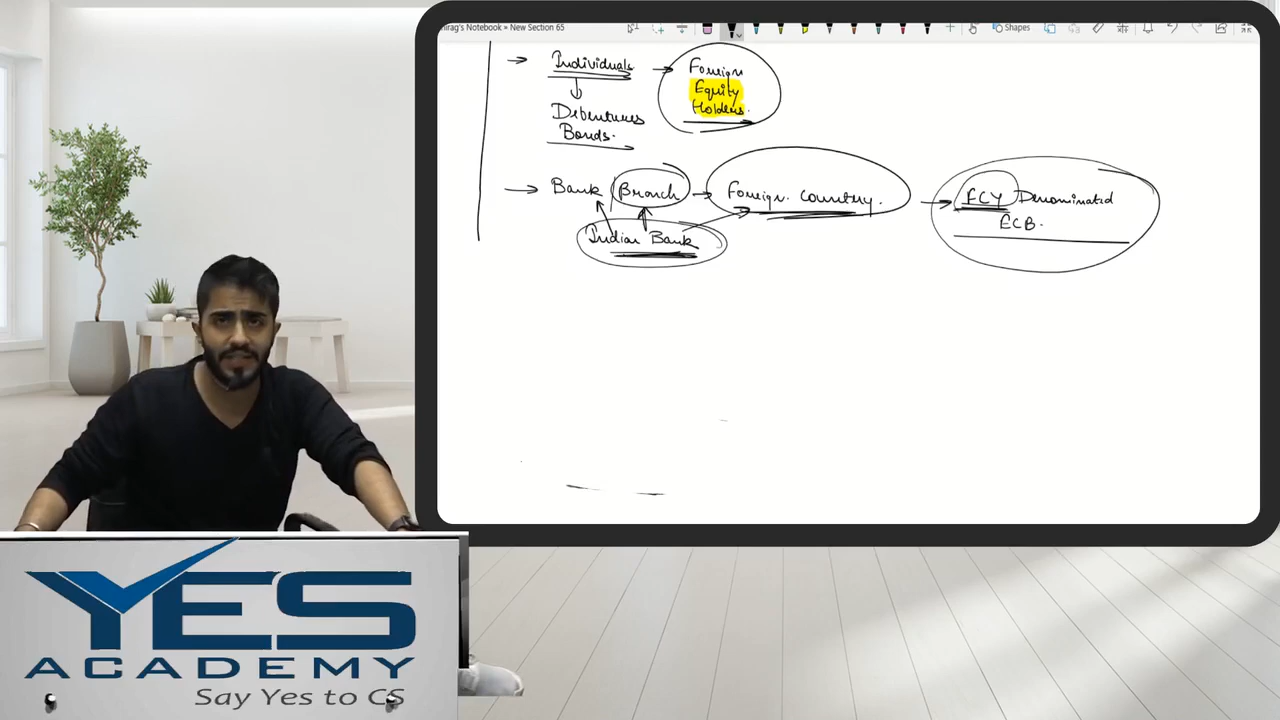 irag's Notebook » New Section 65
Shapes
→ Individuals → Foreign
Equity
Holders.
Debentures
Bonds.
→ Bank / Branch → Foreign Country. → FCY Denominated
ECB.
Indian Bank
YES
ACADEMY
Say Yes to CS